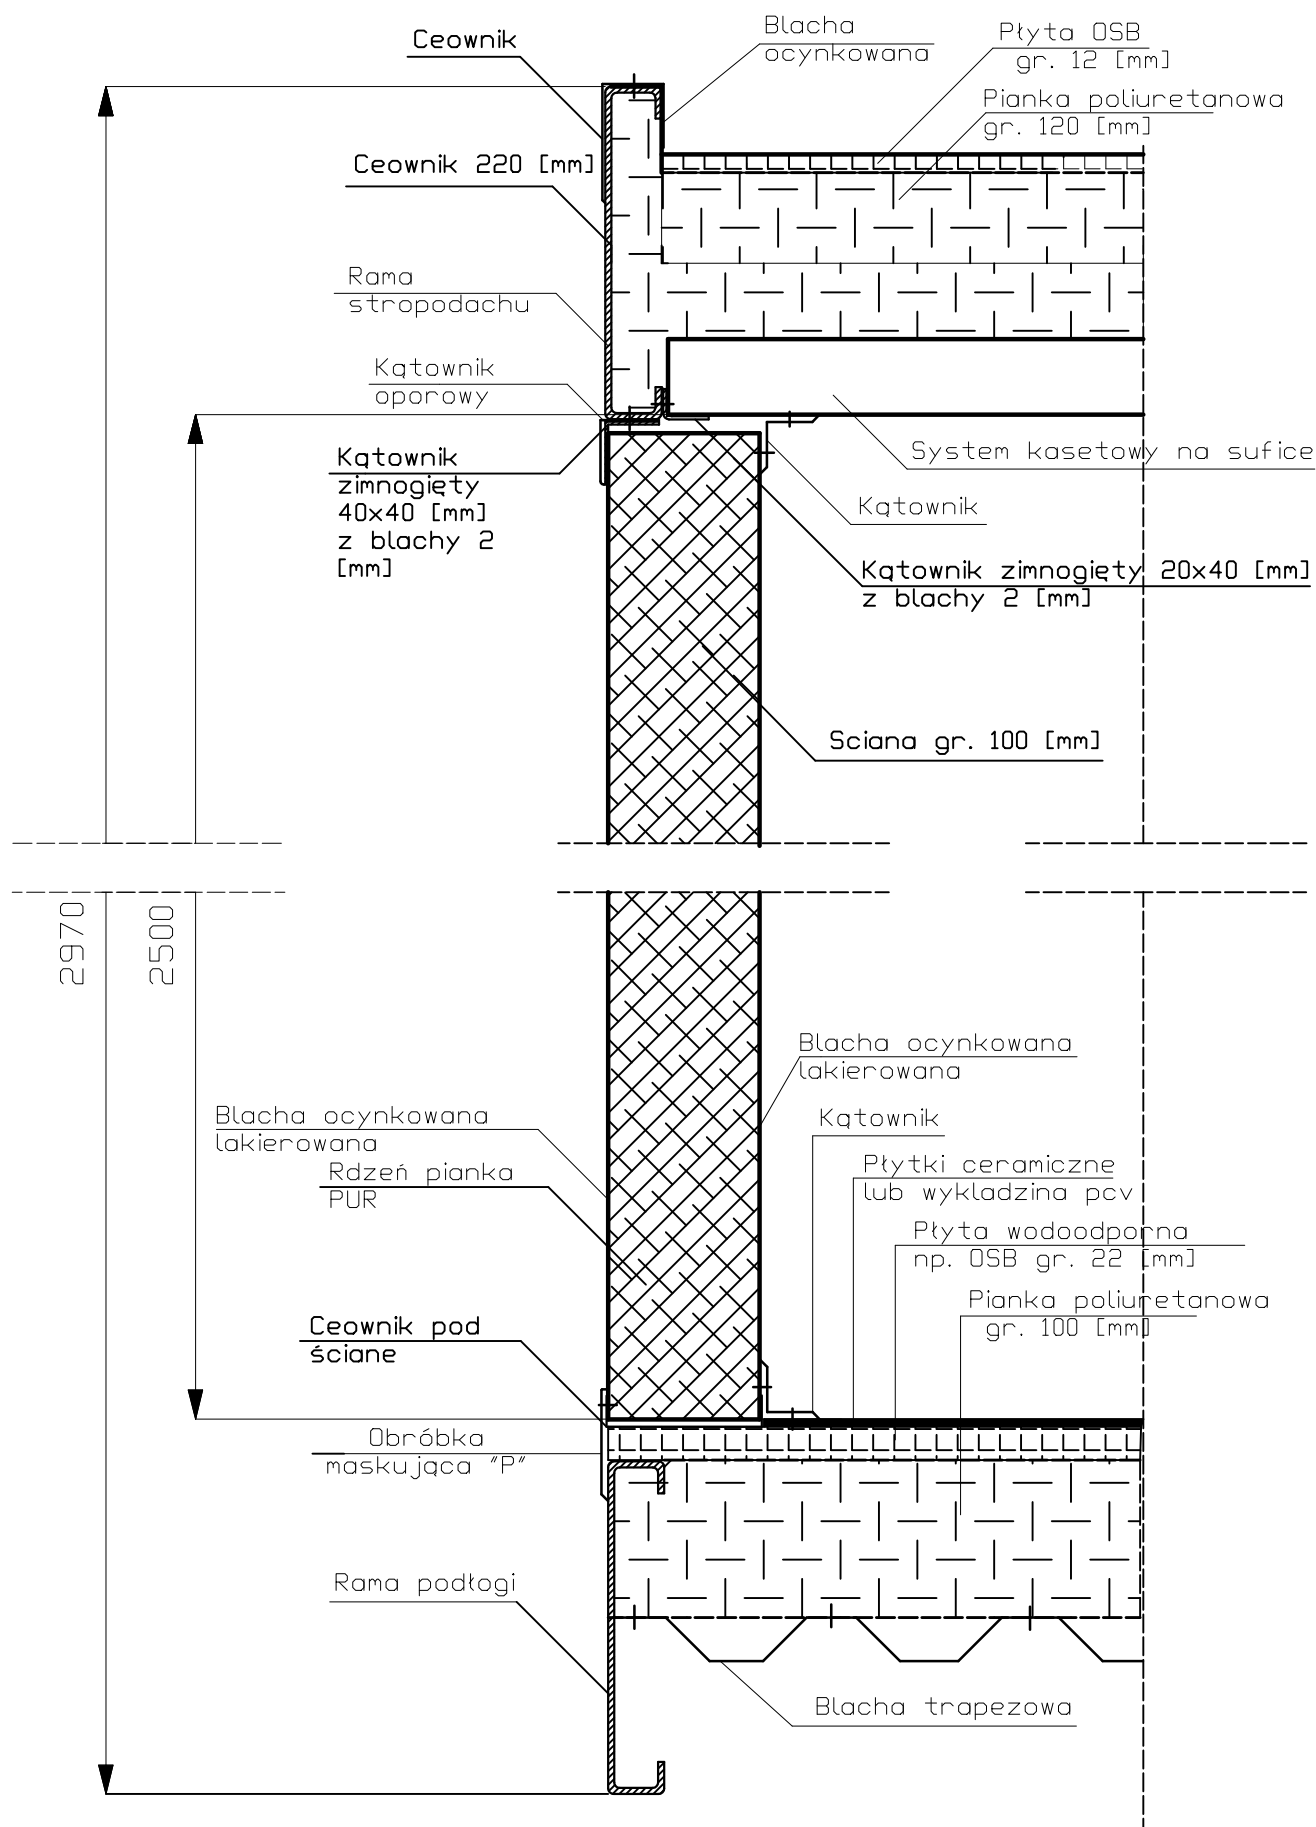 Ceownik
Blacha
ocynkowana
Płyta OSB
gr. 12 [mm]
Pianka poliuretanowa
gr. 120 [mm]
Ceownik 220 [mm]
Rama
stropodachu
Kątownik
oporowy
Kątownik
zimnogięty
40x40 [mm]
z blachy 2
[mm]
System kasetowy na sufice
Kątownik
Kątownik zimnogięty 20x40 [mm]
z blachy 2 [mm]
Sciana gr. 100 [mm]
2970
2500
Blacha ocynkowana
lakierowana
Blacha ocynkowana
lakierowana
Rdzeń pianka
PUR
Kątownik
Płytki ceramiczne
lub wykladzina pcv
Płyta wodoodporna
np. OSB gr. 22 [mm]
Pianka poliuretanowa
gr. 100 [mm]
Ceownik pod
ściane
Obróbka
maskująca "P"
Rama podłogi
Blacha trapezowa